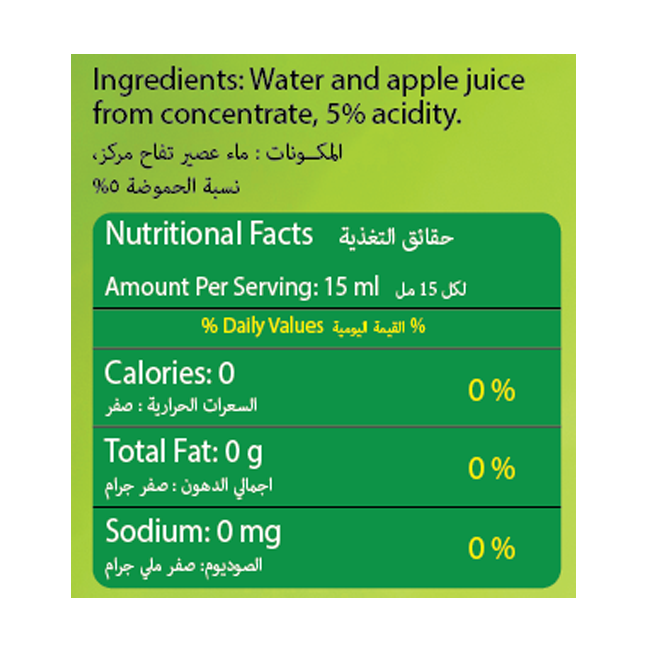 Ingredients: Water and apple juice
from concentrate, 5% acidity.
المكـونات : ماء عصير تفاح مركز،
نسبة الحموضة ٥%
Nutritional Facts حقائق التغذية
Amount Per Serving: 15 ml لكل 15 مل
% Daily Values القيمة اليومية %
Calories: 0
السعرات الحرارية : صفر
0 %
Total Fat: 0 g
اجمالي الدهون : صفر جرام
0 %
Sodium: 0 mg
الصوديوم: صفر ملي جرام
0 %